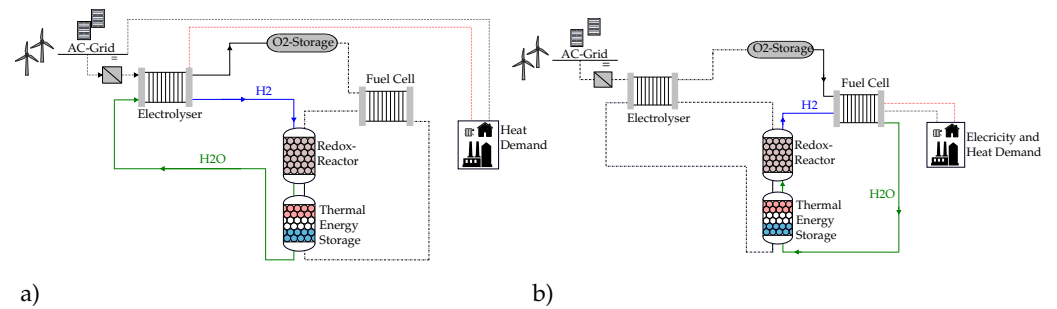 AC-Grid
=
O2-Storage
Fuel Cell
Electrolyser
H2
Redox-
Reactor
Heat
Demand
H2O
Thermal
Energy
Storage
a)
AC-Grid
=
O2-Storage
Fuel Cell
Electrolyser
H2
Redox-
Reactor
Elecricity and
Heat Demand
H2O
Thermal
Energy
Storage
b)